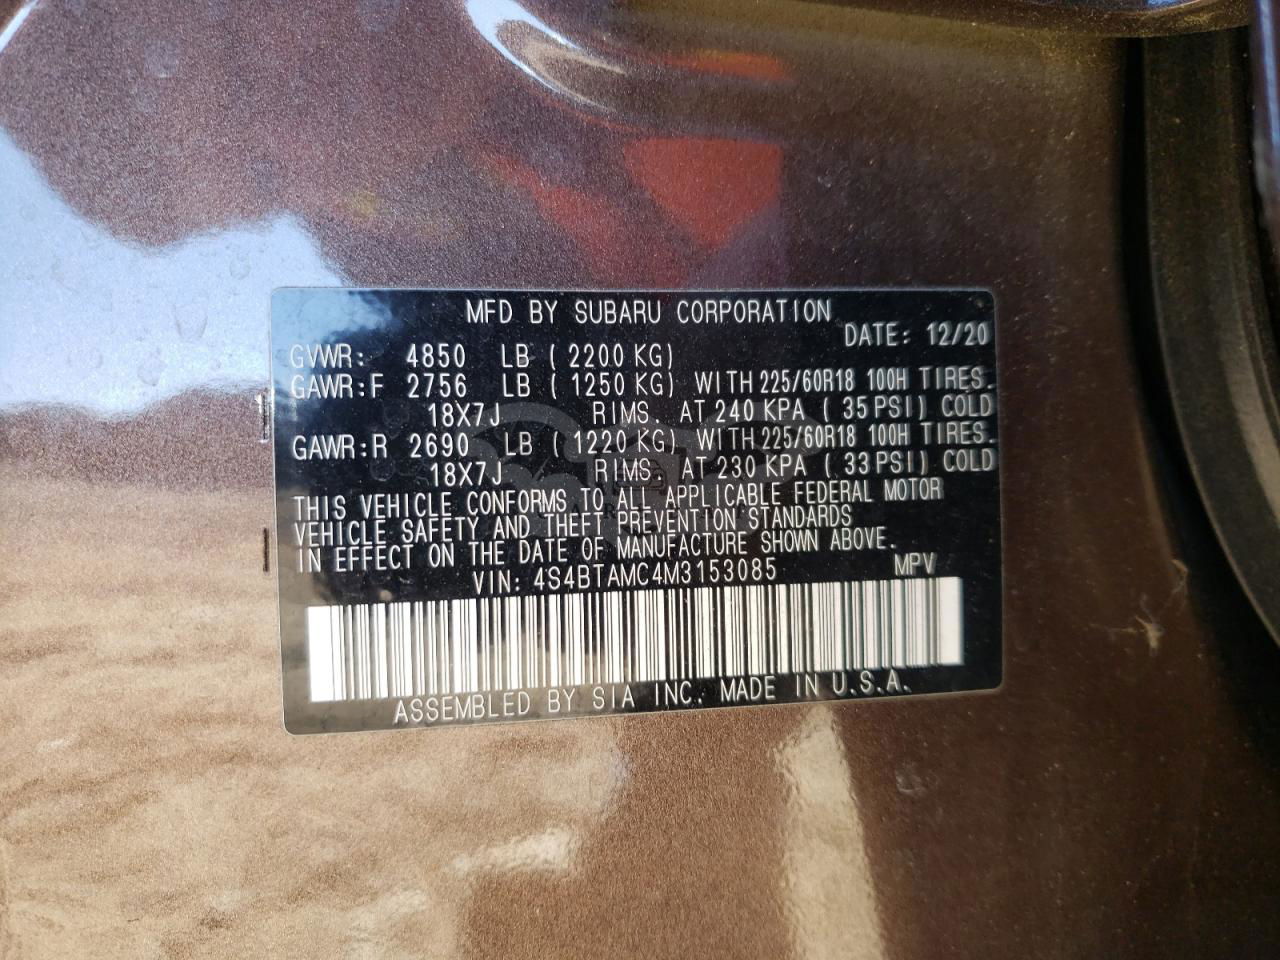 MFD BY SUBARU CORPORATION
DATE: 12/20
GVWR: 4850 LB ( 2200 KG)
GAWR:F 2756 LB ( 1250 KG) WITH 225/60R18 100H TIRES.
18X7J RIMS. AT 240 KPA ( 35 PSI) COLD
GAWR:R 2690 LB ( 1220 KG) WITH 225/60R18 100H TIRES.
18X7J RIMS. AT 230 KPA ( 33 PSI) COLD
THIS VEHICLE CONFORMS TO ALL APPLICABLE FEDERAL MOTOR
VEHICLE SAFETY AND THEFT PREVENTION STANDARDS
IN EFFECT ON THE DATE OF MANUFACTURE SHOWN ABOVE.
VIN: 4S4BTAMC4M3153085 MPV
ASSEMBLED BY SIA INC. MADE IN U.S.A.